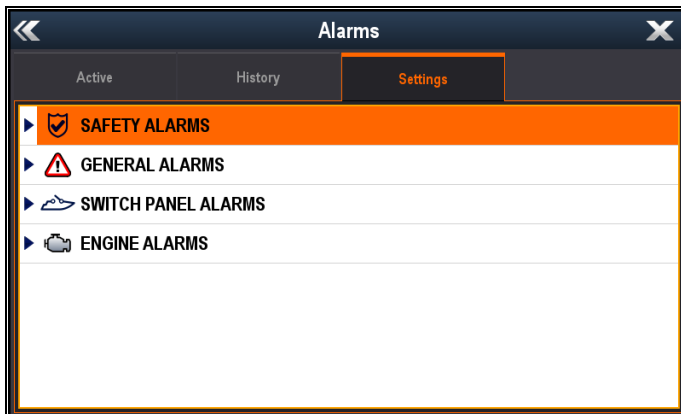 Alarms
Active History Settings
SAFETY ALARMS
GENERAL ALARMS
SWITCH PANEL ALARMS
ENGINE ALARMS